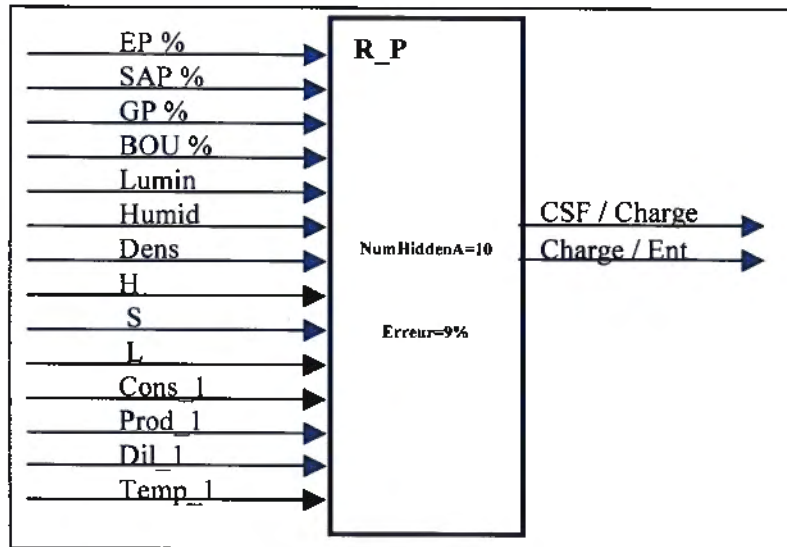 EP %
SAP %
GP %
BOU %
Lumin
Humid
Dens
H
S
L
Cons_1
Prod_1
Dil_1
Temp_1
R_P
NumHiddenA=10
Erreur=9%
CSF / Charge
Charge / Ent